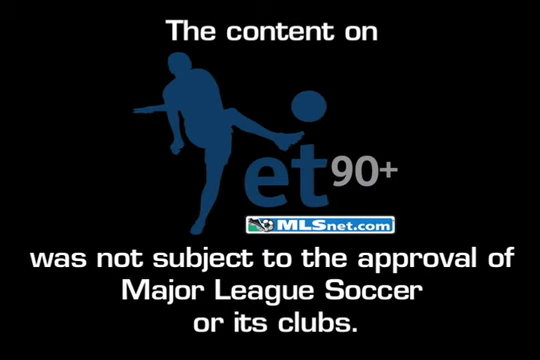 The content on
et 90+
MLSnet.com
was not subject to the approval of
Major League Soccer
or its clubs.